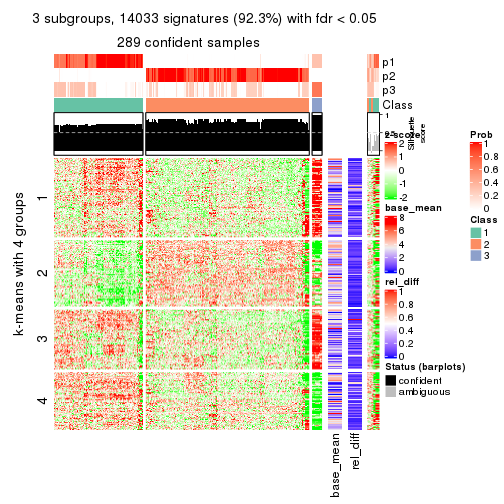 3 subgroups, 14033 signatures (92.3%) with fdr < 0.05
289 confident samples
p1
p2
p3
Class
1
Silhouette
score
k-means with 4 groups
1
2
3
4
base_mean
rel_diff
z-score
2
1
0
-1
-2
base_mean
8
6
4
2
0
rel_diff
1
0.8
0.6
0.4
0.2
0
Status (barplots)
confident
ambiguous
Prob
1
0.8
0.6
0.4
0.2
0
Class
1
2
3